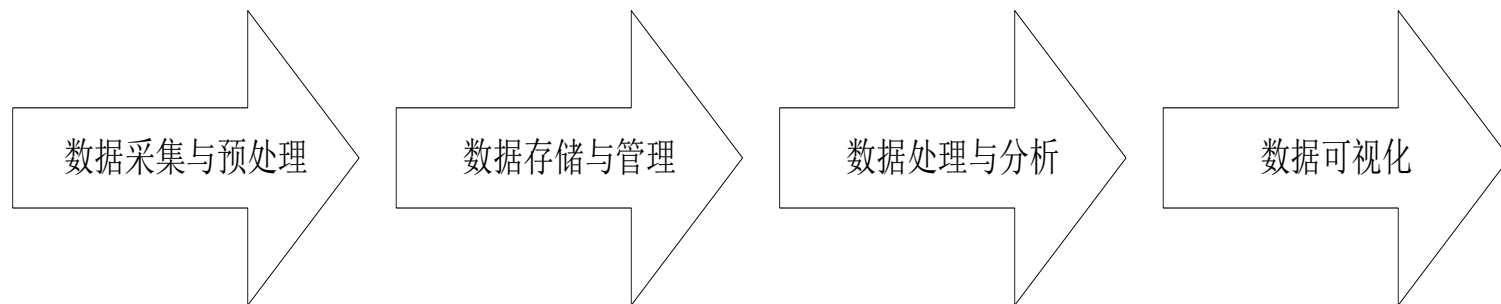 数据采集与预处理
数据存储与管理
数据处理与分析
数据可视化